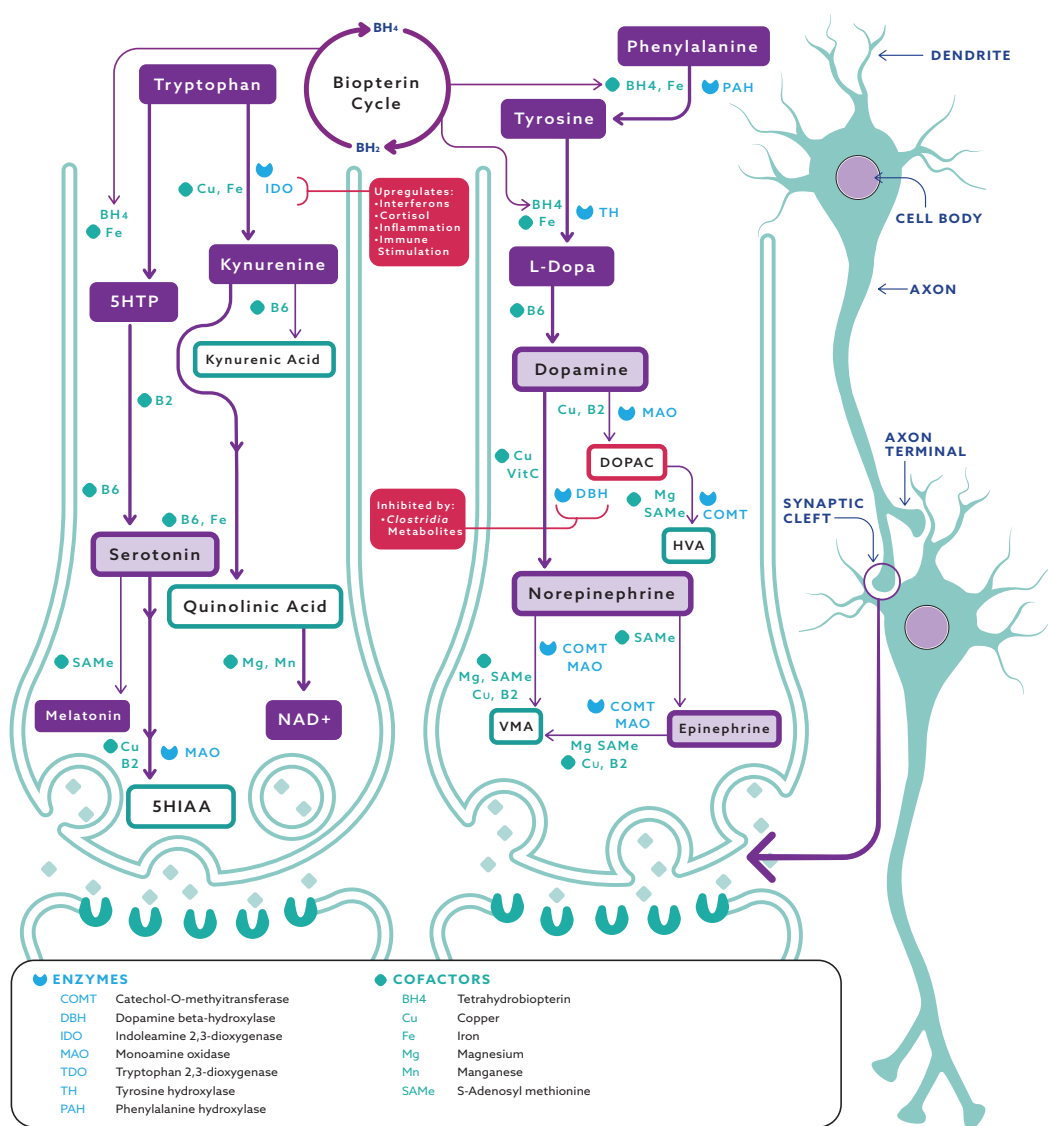 BH₄
Biopterin
Cycle
BH₂
Tryptophan
BH₄
Fe
Cu, Fe
IDO
Upregulates:
•Interferons
•Cortisol
•Inflammation
•Immune
Stimulation
5HTP
Kynurenine
B6
Kynurenic Acid
B2
B6
B6, Fe
Serotonin
Quinolinic Acid
SAMe
Mg, Mn
Melatonin
NAD+
Cu
B2
MAO
5HIAA
Phenylalanine
BH4, Fe
PAH
Tyrosine
BH4
Fe
TH
L-Dopa
B6
Dopamine
Cu, B2
MAO
Cu
VitC
DOPAC
DBH
Mg
SAMe
COMT
Inhibited by:
•Clostridia
Metabolites
HVA
Norepinephrine
COMT
MAO
SAMe
Mg, SAMe
Cu, B2
VMA
COMT
MAO
Epinephrine
Mg SAMe
Cu, B2
DENDRITE
CELL BODY
AXON
AXON
TERMINAL
SYNAPTIC
CLEFT
ENZYMES
COMT Catechol-O-methyitransferase
DBH Dopamine beta-hydroxylase
IDO Indoleamine 2,3-dioxygenase
MAO Monoamine oxidase
TDO Tryptophan 2,3-dioxygenase
TH Tyrosine hydroxylase
PAH Phenylalanine hydroxylase
COFACTORS
BH4 Tetrahydrobiopterin
Cu Copper
Fe Iron
Mg Magnesium
Mn Manganese
SAMe S-Adenosyl methionine